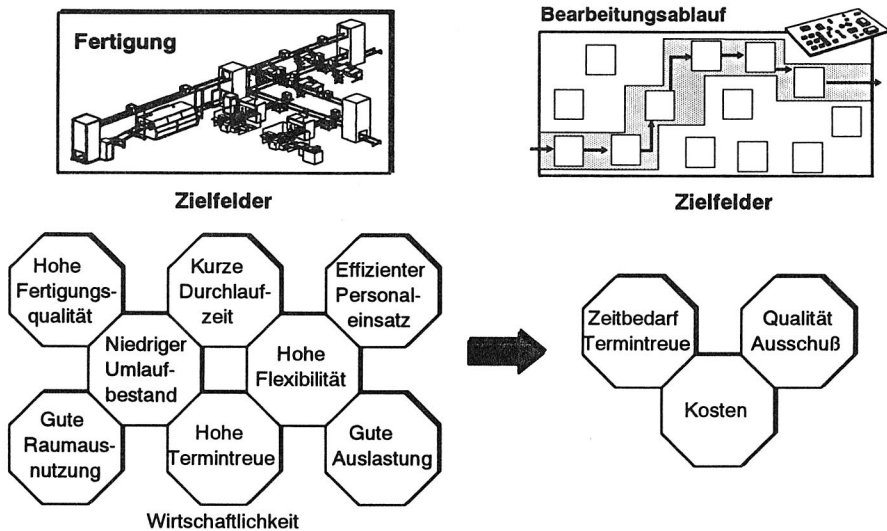 Fertigung
Bearbeitungsablauf
Zielfelder
Zielfelder
Hohe
Fertigungs-
qualität
Kurze
Durchlauf-
zeit
Effizienter
Personal-
einsatz
Niedriger
Umlauf-
bestand
Hohe
Flexibilität
Gute
Raumaus-
nutzung
Hohe
Termintreue
Gute
Auslastung
Wirtschaftlichkeit
Zeitbedarf
Termintreue
Qualität
Ausschuß
Kosten